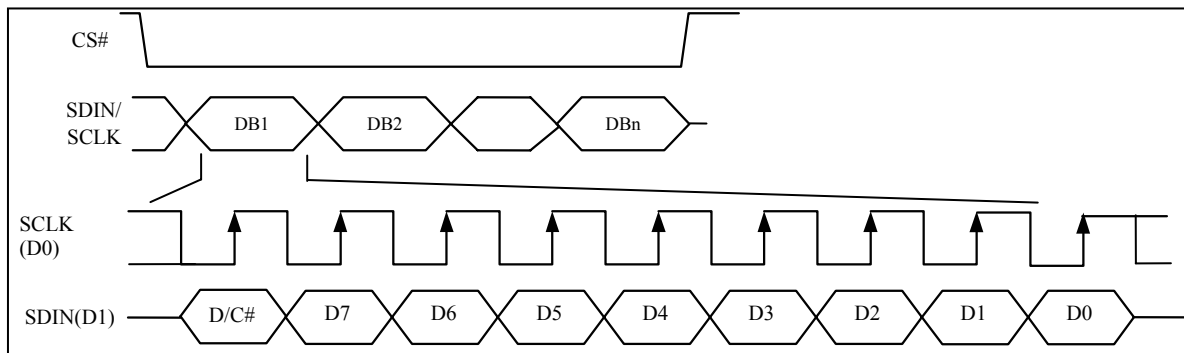 CS#
SDIN/
SCLK
DB1 DB2 DBn
SCLK
(D0)
SDIN(D1) D/C# D7 D6 D5 D4 D3 D2 D1 D0